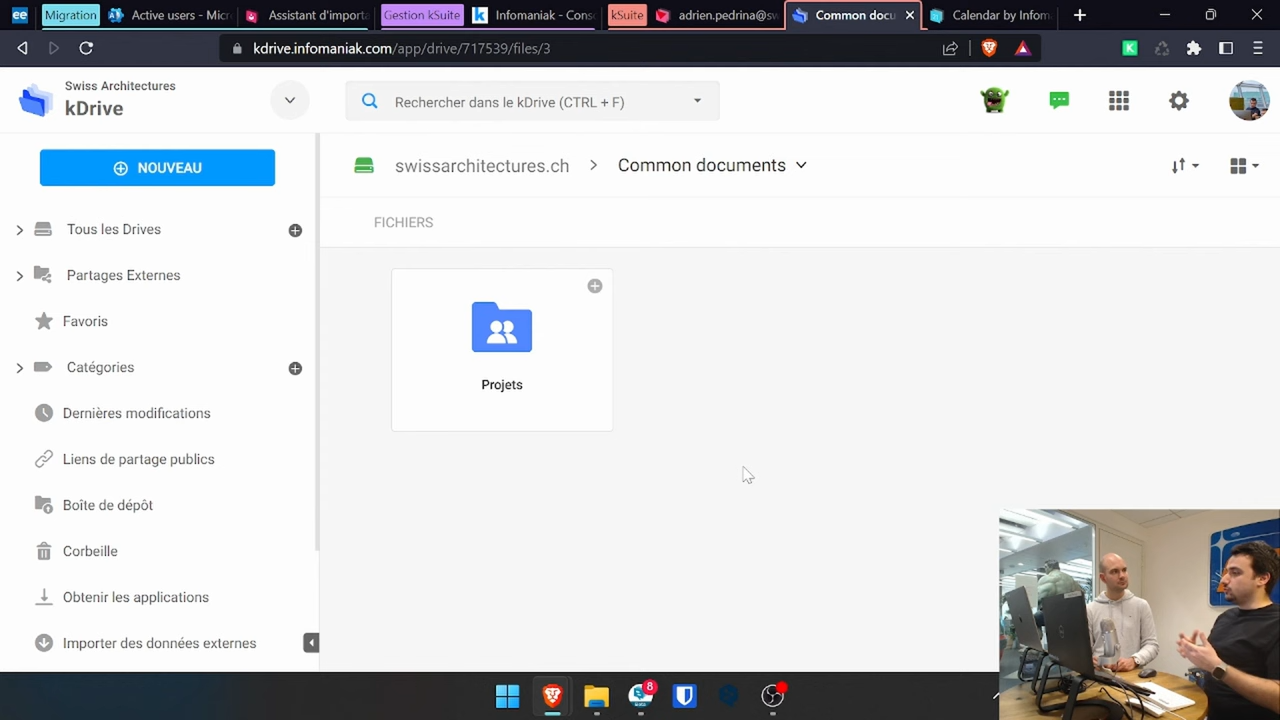 ee
Migration
Active users - Micr
Assistant d'importa
Gestion kSuite
Infomaniak - Conso
kSuite
adrien.pedrina@sw
Common docu
Calendar by Infom
kdrive.infomaniak.com/app/drive/717539/files/3
Swiss Architectures
kDrive
Rechercher dans le kDrive (CTRL + F)
NOUVEAU
swissarchitectures.ch
Common documents
Tous les Drives
FICHIERS
Partages Externes
Favoris
Projets
Catégories
Dernières modifications
Liens de partage publics
Boîte de dépôt
Corbeille
Obtenir les applications
Importer des données externes
8